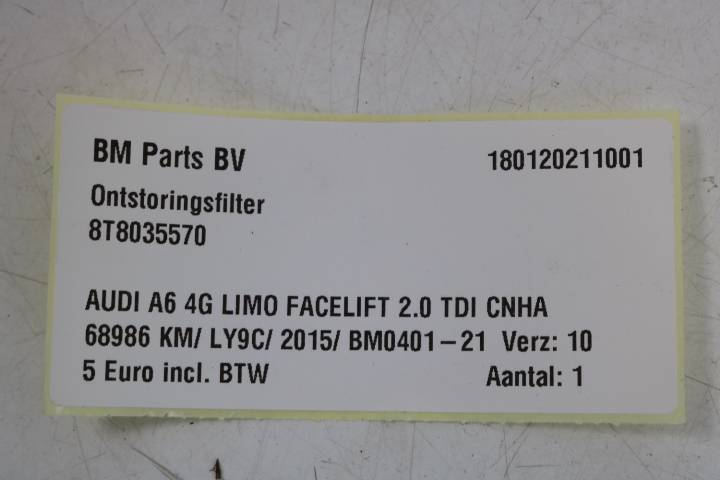 BM Parts BV 180120211001
Ontstoringsfilter
8T8035570
AUDI A6 4G LIMO FACELIFT 2.0 TDI CNHA
68986 KM/ LY9C/ 2015/ BM0401-21 Verz: 10
5 Euro incl. BTW Aantal: 1